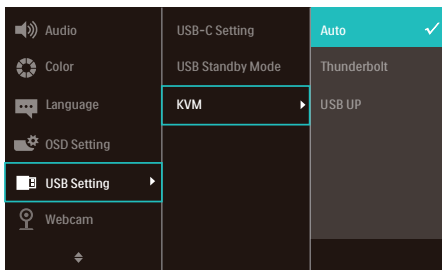 Audio
Color
Language
OSD Setting
USB Setting
Webcam
USB-C Setting
USB Standby Mode
KVM
Auto
Thunderbolt
USB UP